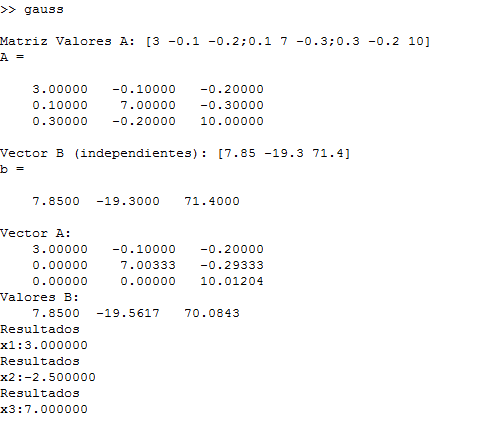 >> gauss
Matriz Valores A: [3 -0.1 -0.2;0.1 7 -0.3;0.3 -0.2 10]
A =
3.00000 -0.10000 -0.20000
0.10000 7.00000 -0.30000
0.30000 -0.20000 10.00000
Vector B (independientes): [7.85 -19.3 71.4]
b =
7.8500 -19.3000 71.4000
Vector A:
3.00000 -0.10000 -0.20000
0.00000 7.00333 -0.29333
0.00000 0.00000 10.01204
Valores B:
7.8500 -19.5617 70.0843
Resultados
x1:3.000000
Resultados
x2:-2.500000
Resultados
x3:7.000000